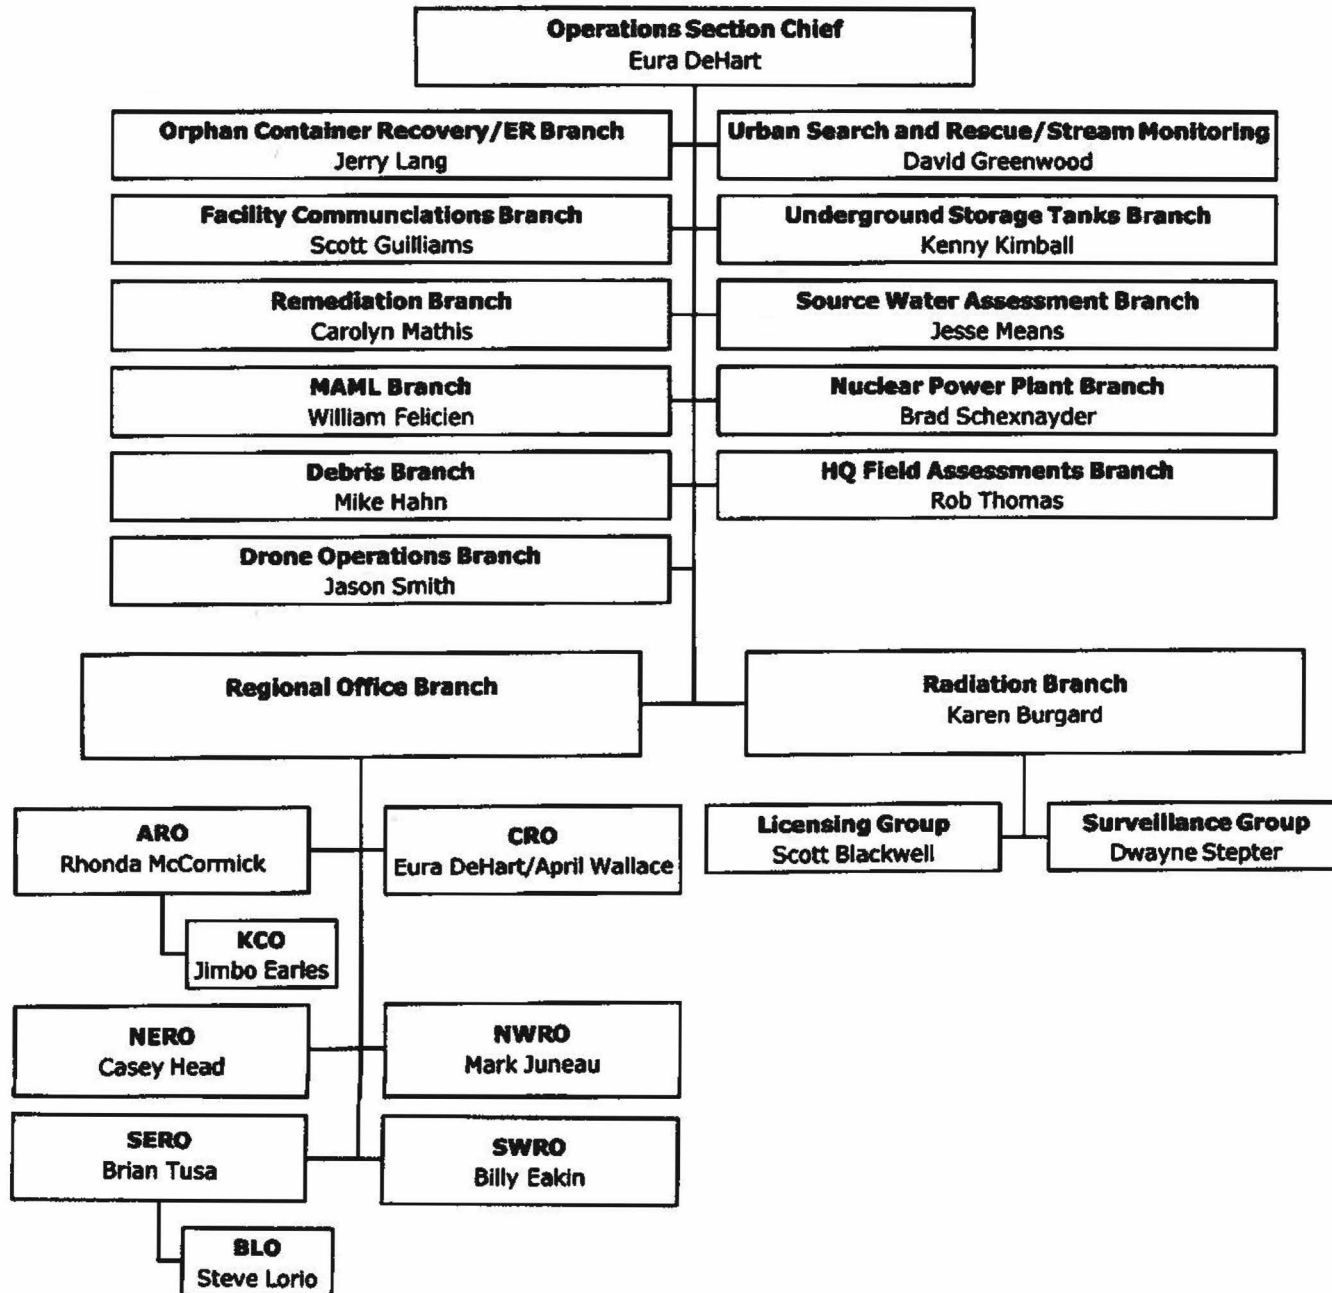 Operations Section Chief
Eura DeHart
Orphan Container Recovery/ER Branch
Jerry Lang
Urban Search and Rescue/Stream Monitoring
David Greenwood
Facility Communciations Branch
Scott Guilliams
Underground Storage Tanks Branch
Kenny Kimball
Remediation Branch
Carolyn Mathis
Source Water Assessment Branch
Jesse Means
MAML Branch
William Felicien
Nuclear Power Plant Branch
Brad Schexnayder
Debris Branch
Mike Hahn
HQ Field Assessments Branch
Rob Thomas
Drone Operations Branch
Jason Smith
Regional Office Branch
Radiation Branch
Karen Burgard
ARO
Rhonda McCormick
CRO
Eura DeHart/April Wallace
Licensing Group
Scott Blackwell
Surveillance Group
Dwayne Stepter
KCO
Jimbo Earles
NERO
Casey Head
NWRO
Mark Juneau
SERO
Brian Tusa
SWRO
Billy Eakin
BLO
Steve Lorio